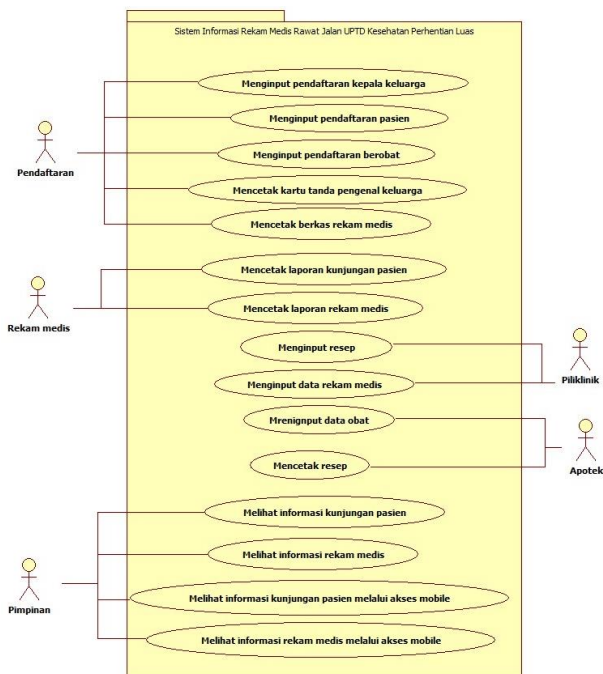 Sistem Informasi Rekam Medis Rawat Jalan UPTD Kesehatan Perhentian Luas
Menginput pendaftaran kepala keluarga
Menginput pendaftaran pasien
Menginput pendaftaran berobat
Pendaftaran
Mencetak kartu tanda pengenal keluarga
Mencetak berkas rekam medis
Mencetak laporan kunjungan pasien
Mencetak laporan rekam medis
Rekam medis
Menginput resep
Piliklinik
Menginput data rekam medis
Mrenignput data obat
Mencetak resep
Apotek
Melihat informasi kunjungan pasien
Melihat informasi rekam medis
Melihat informasi kunjungan pasien melalui akses mobile
Pimpinan
Melihat informasi rekam medis melalui akses mobile